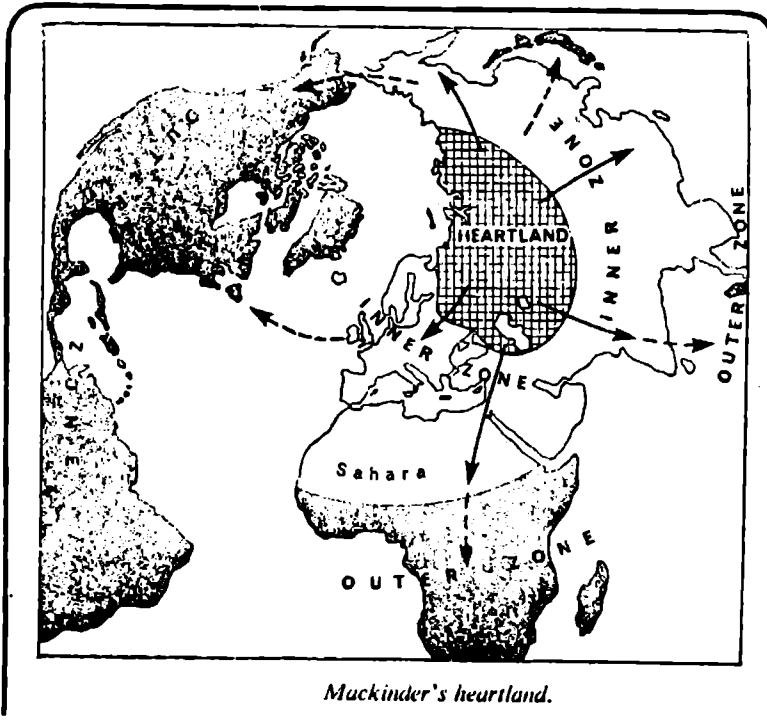 HEARTLAND
INNER ZONE
INNER ZONE
OUTER ZONE
Sahara
OUTER ZONE
Mackinder's heartland.